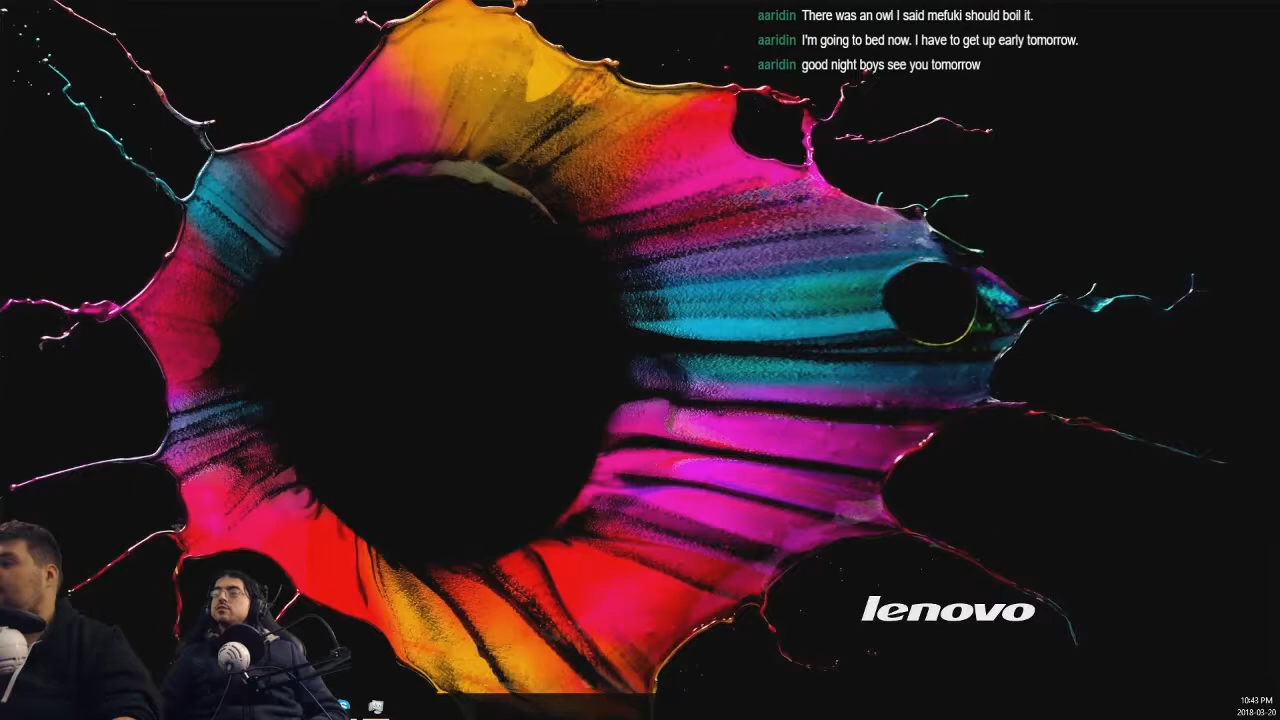 aaridin There was an owl I said mefuki should boil it.
aaridin I'm going to bed now. I have to get up early tomorrow.
aaridin good night boys see you tomorrow
lenovo
10:43 PM
2018-03-20